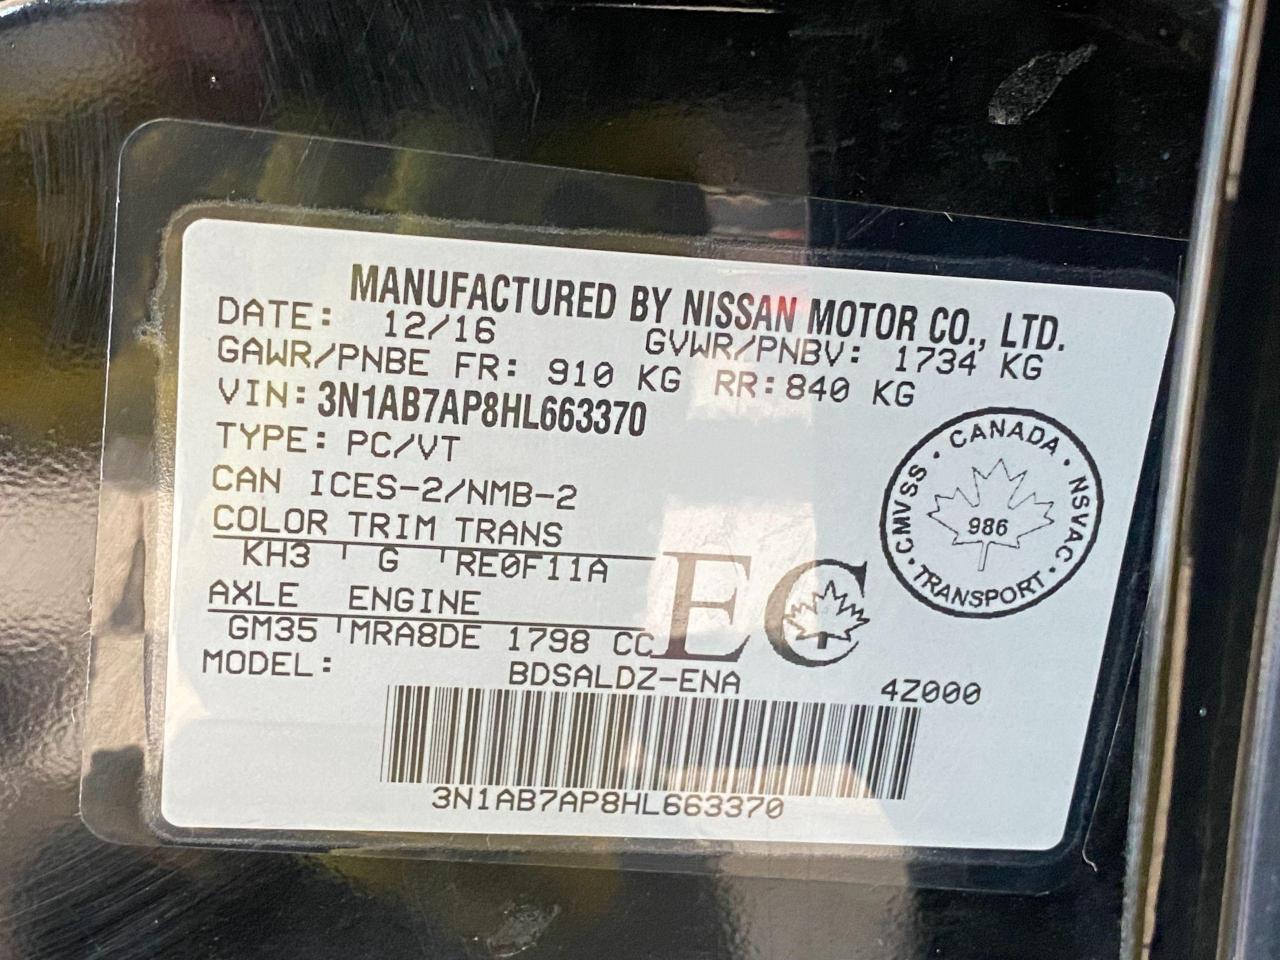 MANUFACTURED BY NISSAN MOTOR CO., LTD.
DATE: 12/16 GVWR/PNBV: 1734 KG
GAWR/PNBE FR: 910 KG RR: 840 KG
VIN: 3N1AB7AP8HL663370
TYPE: PC/VT
CAN ICES-2/NMB-2
COLOR TRIM TRANS
KH3 G RE0F11A
AXLE ENGINE
GM35 MRA8DE 1798 CC
MODEL: BDSALDZ-ENA 4Z000
3N1AB7AP8HL663370
EC
· CANADA · NSVAC · TRANSPORT · CMVSS
986